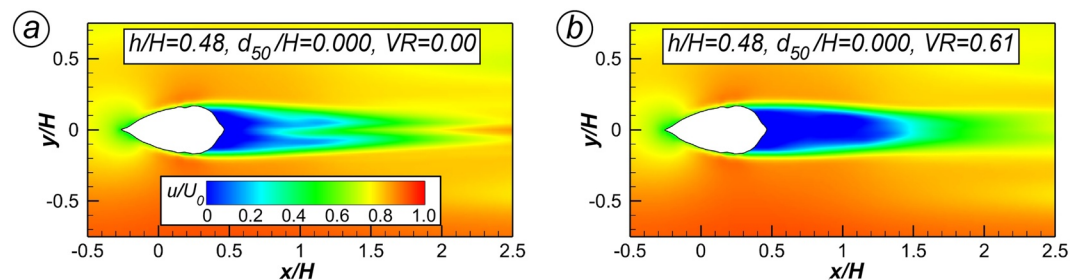 a
h/H=0.48, d50/H=0.000, VR=0.00
y/H
0.5
0
-0.5
u/U0
0 0.2 0.4 0.6 0.8 1.0
-0.5 0 0.5 1 1.5 2 2.5
x/H
b
h/H=0.48, d50/H=0.000, VR=0.61
y/H
0.5
0
-0.5
-0.5 0 0.5 1 1.5 2 2.5
x/H